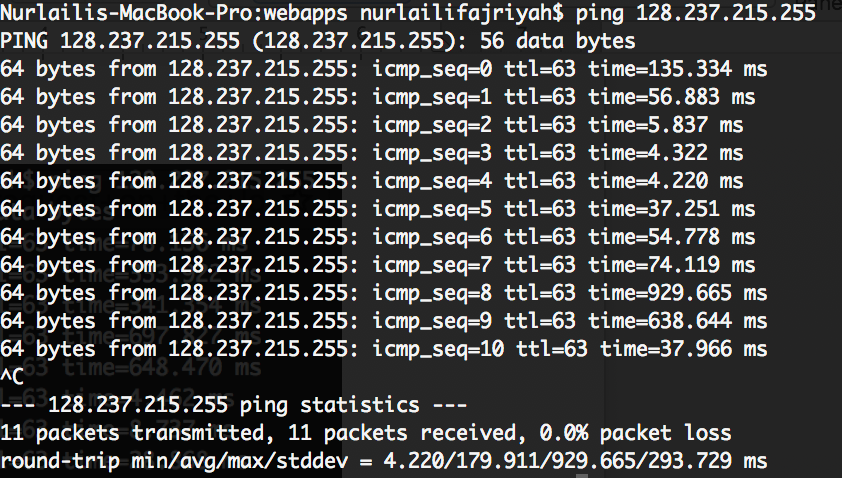 Nurlailis-MacBook-Pro:webapps nurlailifajriyah$ ping 128.237.215.255
PING 128.237.215.255 (128.237.215.255): 56 data bytes
64 bytes from 128.237.215.255: icmp_seq=0 ttl=63 time=135.334 ms
64 bytes from 128.237.215.255: icmp_seq=1 ttl=63 time=56.883 ms
64 bytes from 128.237.215.255: icmp_seq=2 ttl=63 time=5.837 ms
64 bytes from 128.237.215.255: icmp_seq=3 ttl=63 time=4.322 ms
64 bytes from 128.237.215.255: icmp_seq=4 ttl=63 time=4.220 ms
64 bytes from 128.237.215.255: icmp_seq=5 ttl=63 time=37.251 ms
64 bytes from 128.237.215.255: icmp_seq=6 ttl=63 time=54.778 ms
64 bytes from 128.237.215.255: icmp_seq=7 ttl=63 time=74.119 ms
64 bytes from 128.237.215.255: icmp_seq=8 ttl=63 time=929.665 ms
64 bytes from 128.237.215.255: icmp_seq=9 ttl=63 time=638.644 ms
64 bytes from 128.237.215.255: icmp_seq=10 ttl=63 time=37.966 ms
^C
--- 128.237.215.255 ping statistics ---
11 packets transmitted, 11 packets received, 0.0% packet loss
round-trip min/avg/max/stddev = 4.220/179.911/929.665/293.729 ms